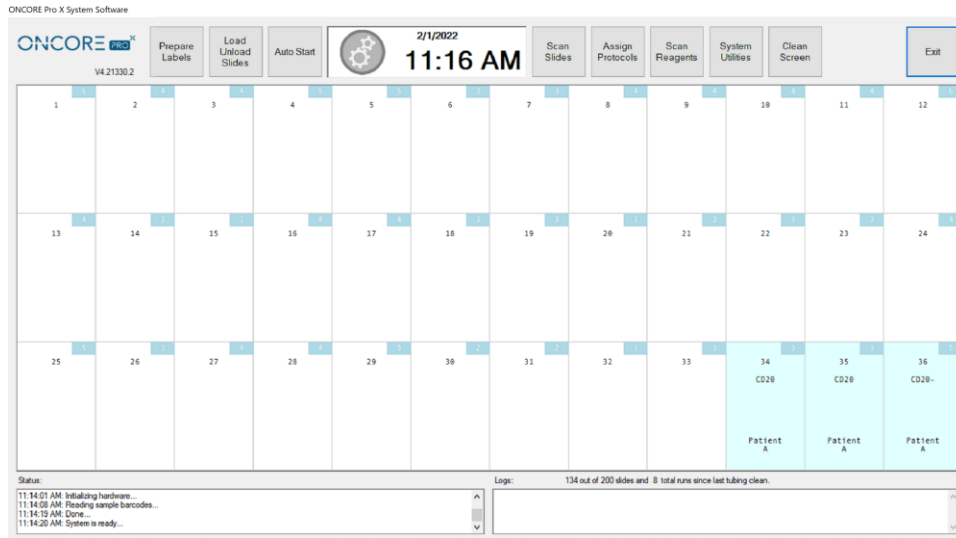 ONCORE Pro X System Software
ONCORE PRO X
V4.21330.2
Prepare Labels
Load Unload Slides
Auto Start
2/1/2022
11:16 AM
Scan Slides
Assign Protocols
Scan Reagents
System Utilities
Clean Screen
Exit
1 2 3 4 5 6 7 8 9 10 11 12
13 14 15 16 17 18 19 20 21 22 23 24
25 26 27 28 29 30 31 32 33 34 35 36
CD20 CD20 CD20-
Patient Patient Patient
A A A
Status:
11:14:01 AM: Initializing hardware...
11:14:08 AM: Reading sample barcodes...
11:14:19 AM: Done...
11:14:20 AM: System is ready...
Logs:
134 out of 200 slides and 8 total runs since last tubing clean.